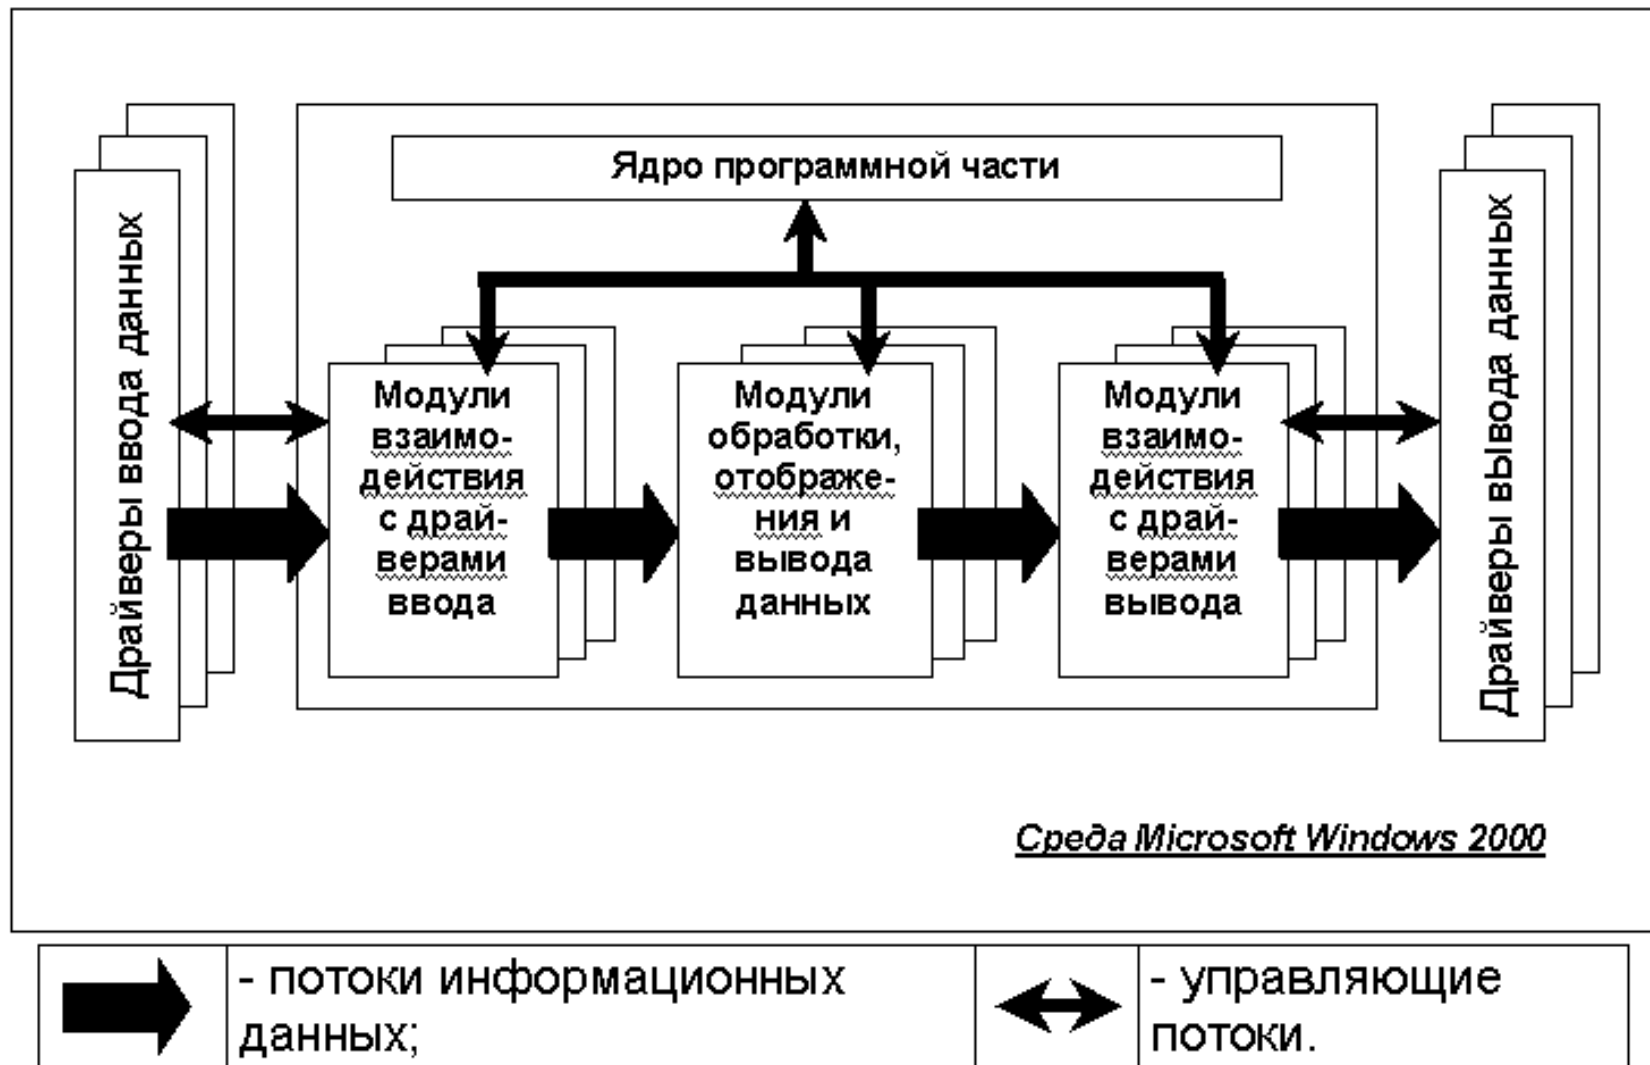 Ядро программной части
Драйверы ввода данных
Модули
взаимо-
действия
с драй-
верами
ввода
Модули
обработки,
отображе-
ния и
вывода
данных
Модули
взаимо-
действия
с драй-
верами
вывода
Драйверы вывода данных
Среда Microsoft Windows 2000
- потоки информационных
данных;
- управляющие
потоки.